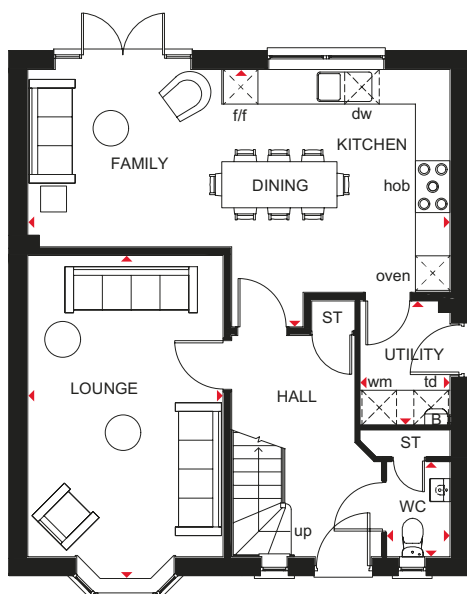 f/f
dw
KITCHEN
FAMILY
DINING
hob
oven
ST
UTILITY
LOUNGE
wm
td
HALL
B
ST
WC
up